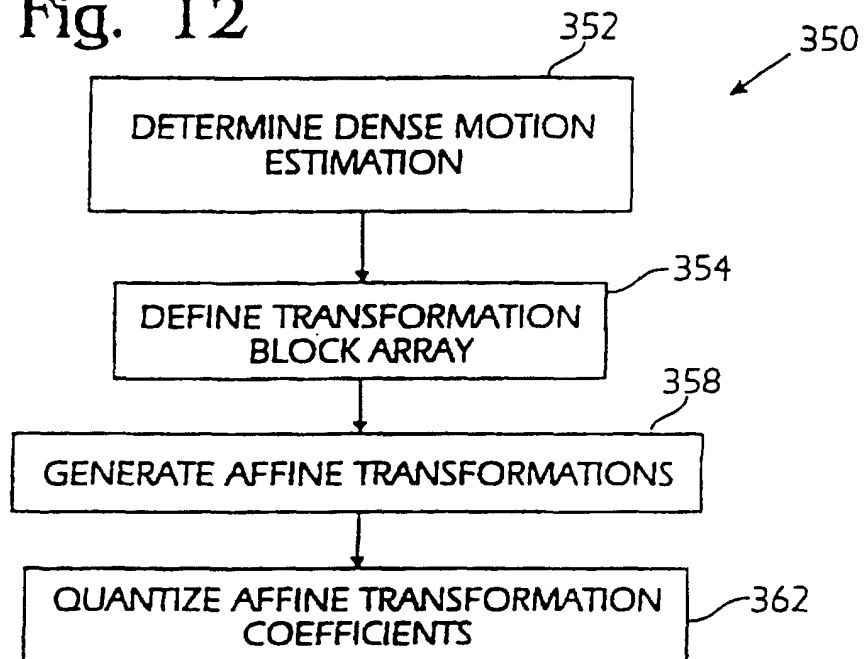 Fig. 12
352
350
DETERMINE DENSE MOTION
ESTIMATION
354
DEFINE TRANSFORMATION
BLOCK ARRAY
358
GENERATE AFFINE TRANSFORMATIONS
QUANTIZE AFFINE TRANSFORMATION
COEFFICIENTS
362